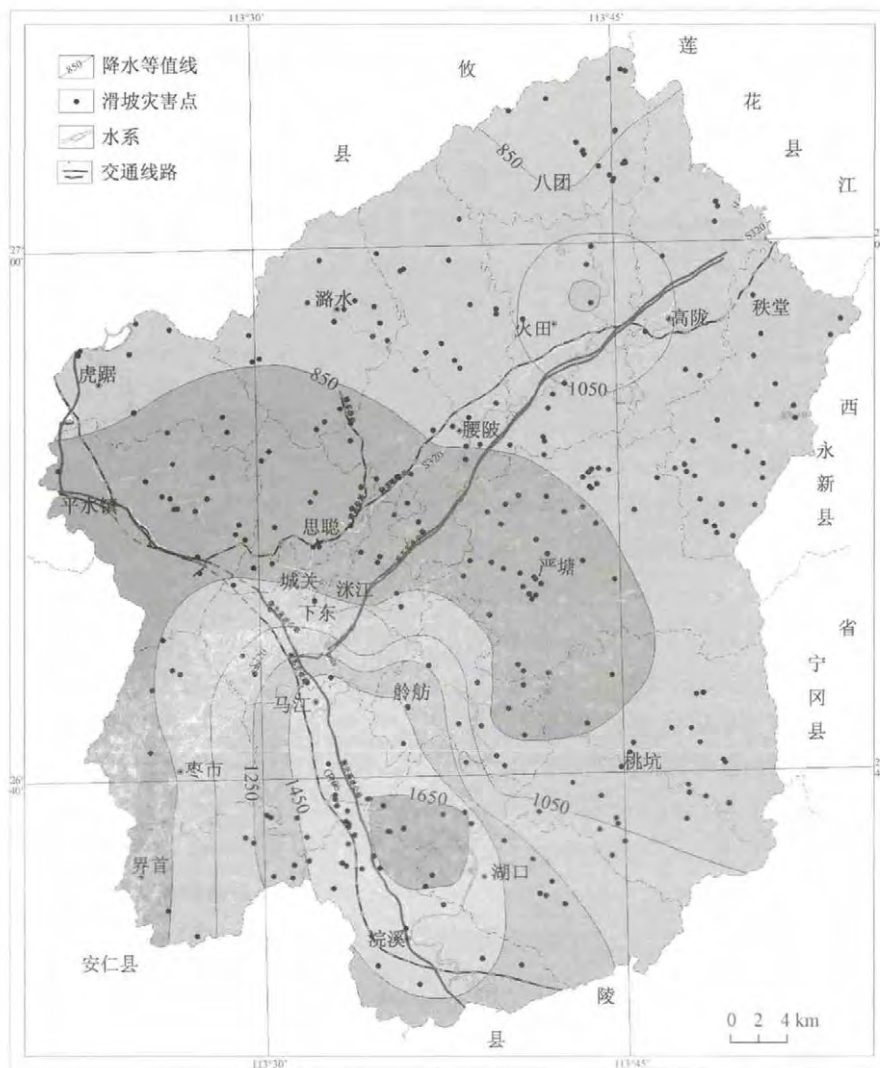 113°30′
113°45′
850
降水等值线
滑坡灾害点
水系
交通线路
攸
县
莲
花
县
江
850
八团
S320
27
00′
潞水
火田
高陇
秩堂
虎踞
850
1050
腰陂
西
永
新
县
S320
平水镇
思聪
严塘
城关
洣江
下东
省
宁
冈
县
马江
舲舫
枣市
桃坑
26
40′
1250
1450
1650
1050
界首
湖口
浣溪
安仁县
陵
县
0 2 4 km
113°30′
113°45′